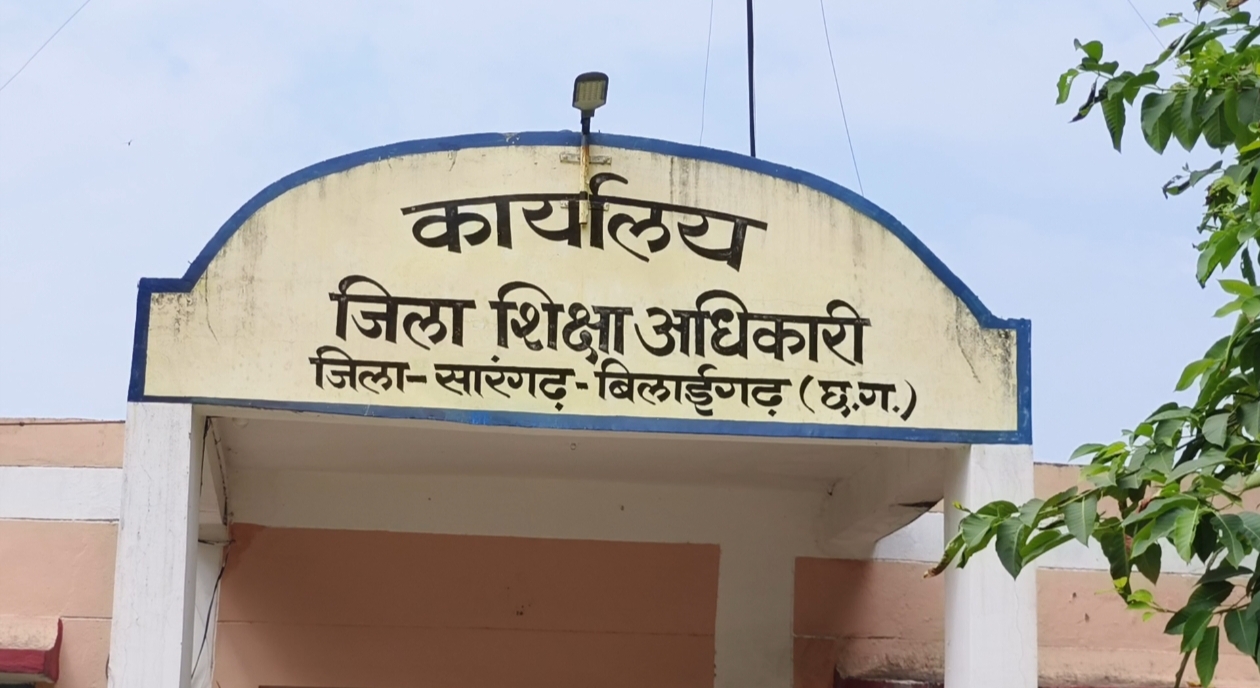 कार्यालय
जिला शिक्षा अधिकारी
जिला-सारंगढ़-बिलाईगढ़ (छ.ग.)